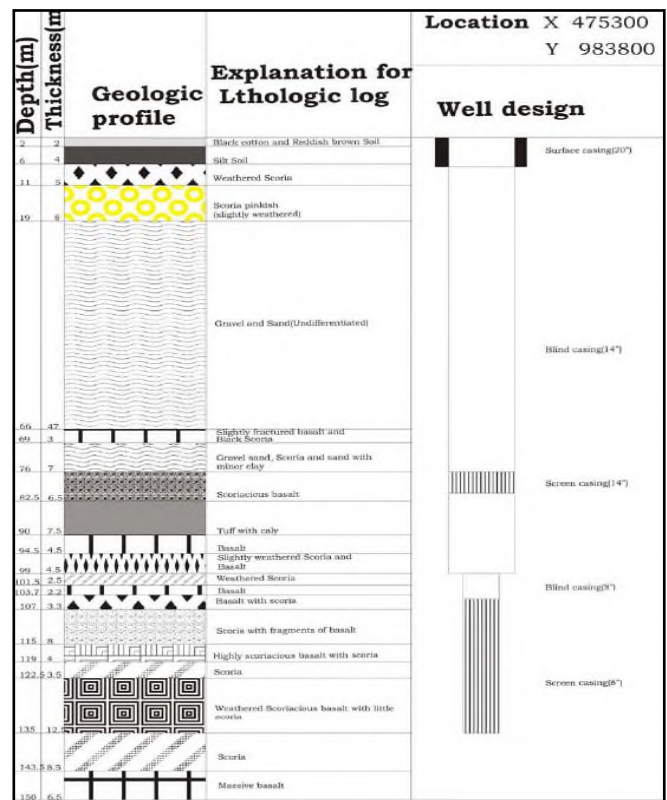 Location X 475300
Y 983800
Depth(m)
Thickness(m
Geologic
profile
Explanation for
Lthologic log
Well design
2 2 Black cotton and Reddish brown Soil
Surface casing(20")
6 4 Silt Soil
Weathered Scoria
11 5
Scoria pinkish
(slightly weathered)
19 8
Gravel and Sand(Undifferentiated)
Blind casing(14")
66 47
Slightly fractured basalt and
69 3 Black Scoria
Gravel sand, Scoria and sand with
minor clay
76 7
Screen casing(14")
Scoriacious basalt
82.5 6.5
90 7.5 Tuff with caly
94.5 4.5 Basalt
Slightly weathered Scoria and
99 4.5 Basalt
101.5 2.5 Weathered Scoria
Blind casing(8")
103.7 2.2 Basalt
107 3.3 Basalt with scoria
Scoria with fragments of basalt
115 8
119 4 Highly scoriacious basalt with scoria
122.5 3.5 Scoria
Screen casing(8")
Weathered Scoriacious basalt with little
scoria
135 12.5
Scoria
143.5 8.5
Massive basalt
150 6.5